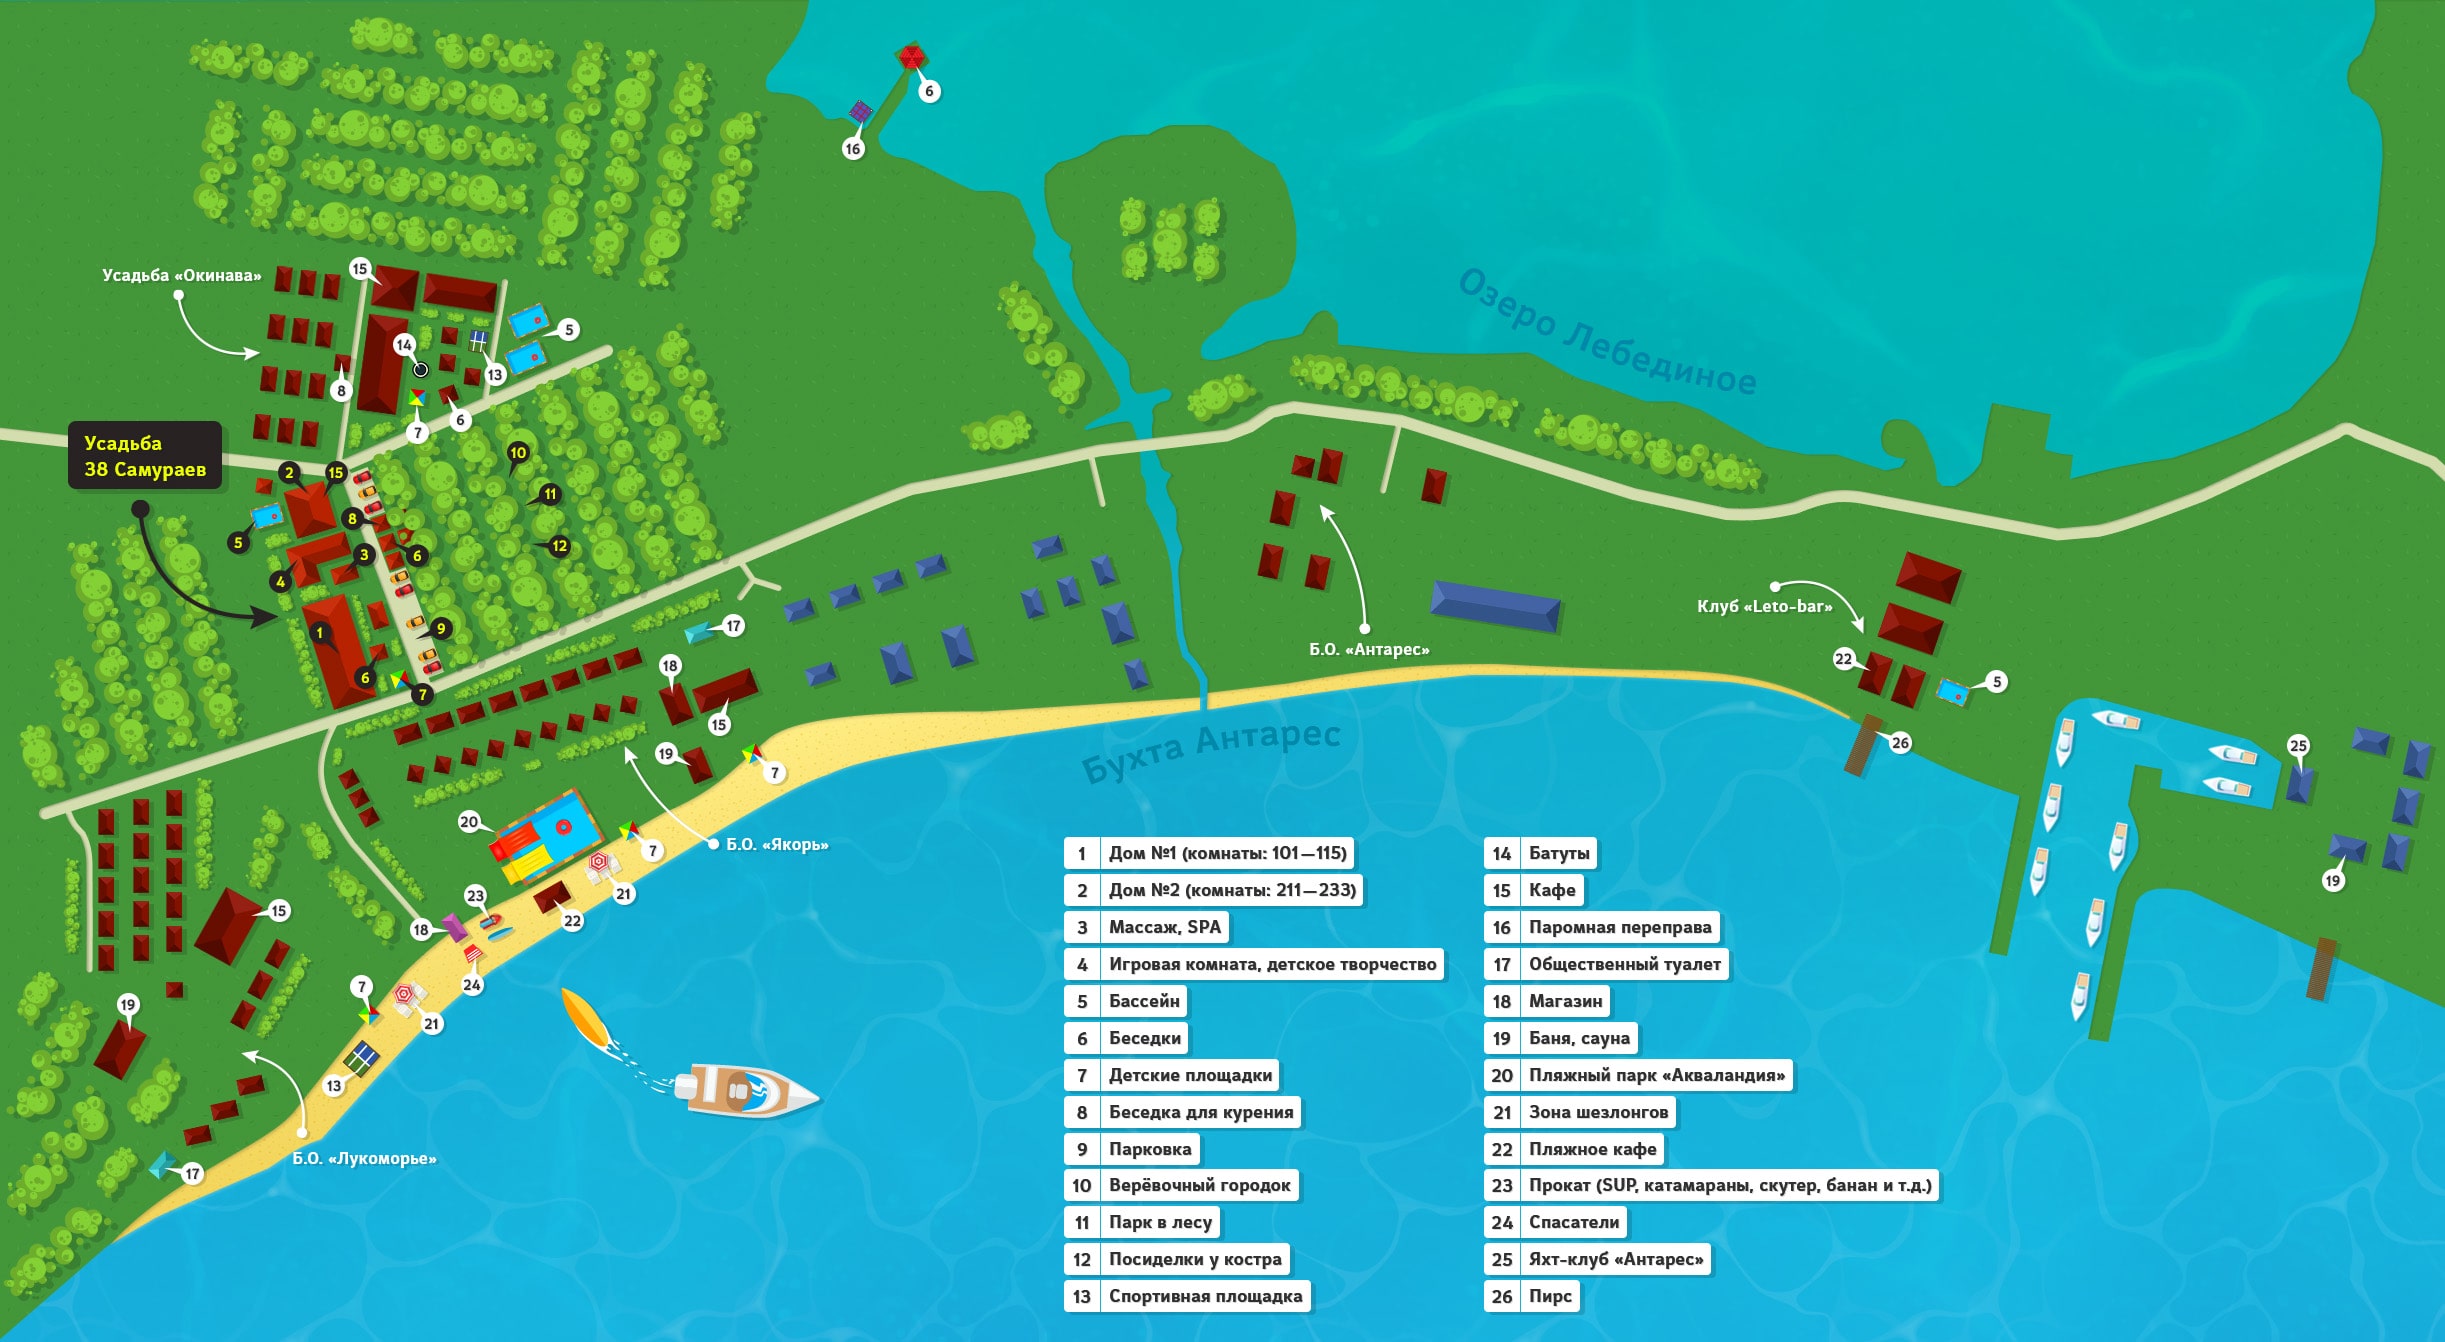 6
16
Озеро Лебединое
Усадьба «Окинава»
15
5
14
13
8
7
6
Усадьба
38 Самураев
2
15
10
11
8
5
12
3
6
4
9
1
6
7
17
18
15
19
7
20
7
Б.О. «Якорь»
21
23
22
18
24
15
7
21
19
13
Б.О. «Лукоморье»
17
Б.О. «Антарес»
Бухта Антарес
Клуб «Leto-bar»
22
5
26
25
19
1 Дом №1 (комнаты: 101—115)
2 Дом №2 (комнаты: 211—233)
3 Массаж, SPA
4 Игровая комната, детское творчество
5 Бассейн
6 Беседки
7 Детские площадки
8 Беседка для курения
9 Парковка
10 Верёвочный городок
11 Парк в лесу
12 Посиделки у костра
13 Спортивная площадка
14 Батуты
15 Кафе
16 Паромная переправа
17 Общественный туалет
18 Магазин
19 Баня, сауна
20 Пляжный парк «Акваландия»
21 Зона шезлонгов
22 Пляжное кафе
23 Прокат (SUP, катамараны, скутер, банан и т.д.)
24 Спасатели
25 Яхт-клуб «Антарес»
26 Пирс